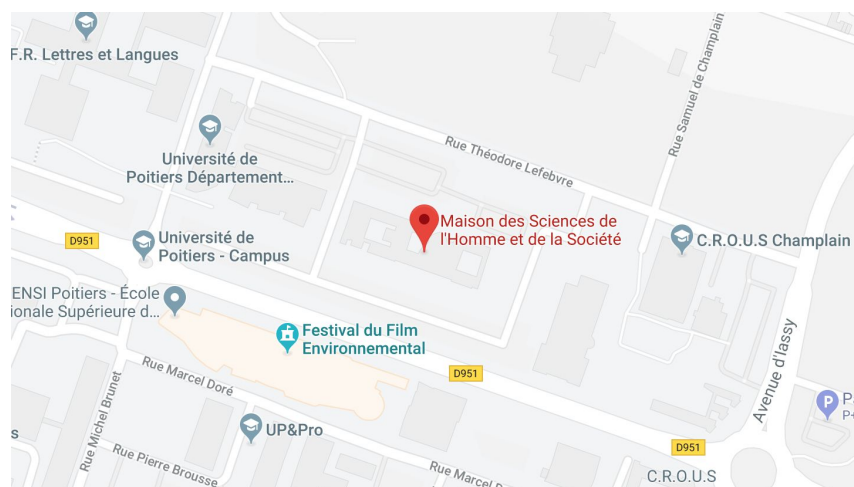 F.R. Lettres et Langues
Rue Samuel de Champlain
Université de
Poitiers Département...
Rue Théodore Lefebvre
Maison des Sciences de
l'Homme et de la Société
D951
Université de
Poitiers - Campus
C.R.O.U.S Champlain
ENSI Poitiers - École
ionale Supérieure d...
Festival du Film
Environnemental
Avenue d'Iassy
D951
Rue Marcel Doré
Rue Michel Brunet
P
P
P+
UP&Pro
s
D951
Rue Pierre Brousse
Rue Marcel D
C.R.O.U.S